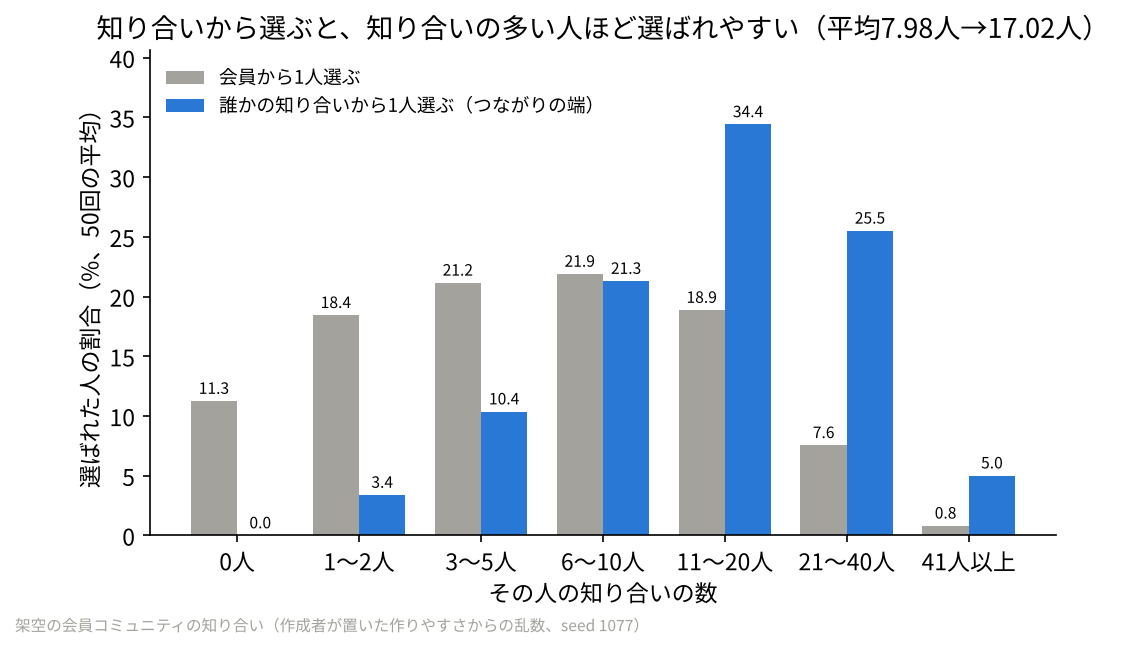 知り合いから選ぶと、知り合いの多い人ほど選ばれやすい（平均7.98人→17.02人）
会員から1人選ぶ
誰かの知り合いから1人選ぶ（つながりの端）
選ばれた人の割合（%、50回の平均）
40
35
30
25
20
15
10
5
0
11.3
0.0
18.4
3.4
21.2
10.4
21.9
21.3
18.9
34.4
7.6
25.5
0.8
5.0
0人
1〜2人
3〜5人
6〜10人
11〜20人
21〜40人
41人以上
その人の知り合いの数
架空の会員コミュニティの知り合い（作成者が置いた作りやすさからの乱数、seed 1077）